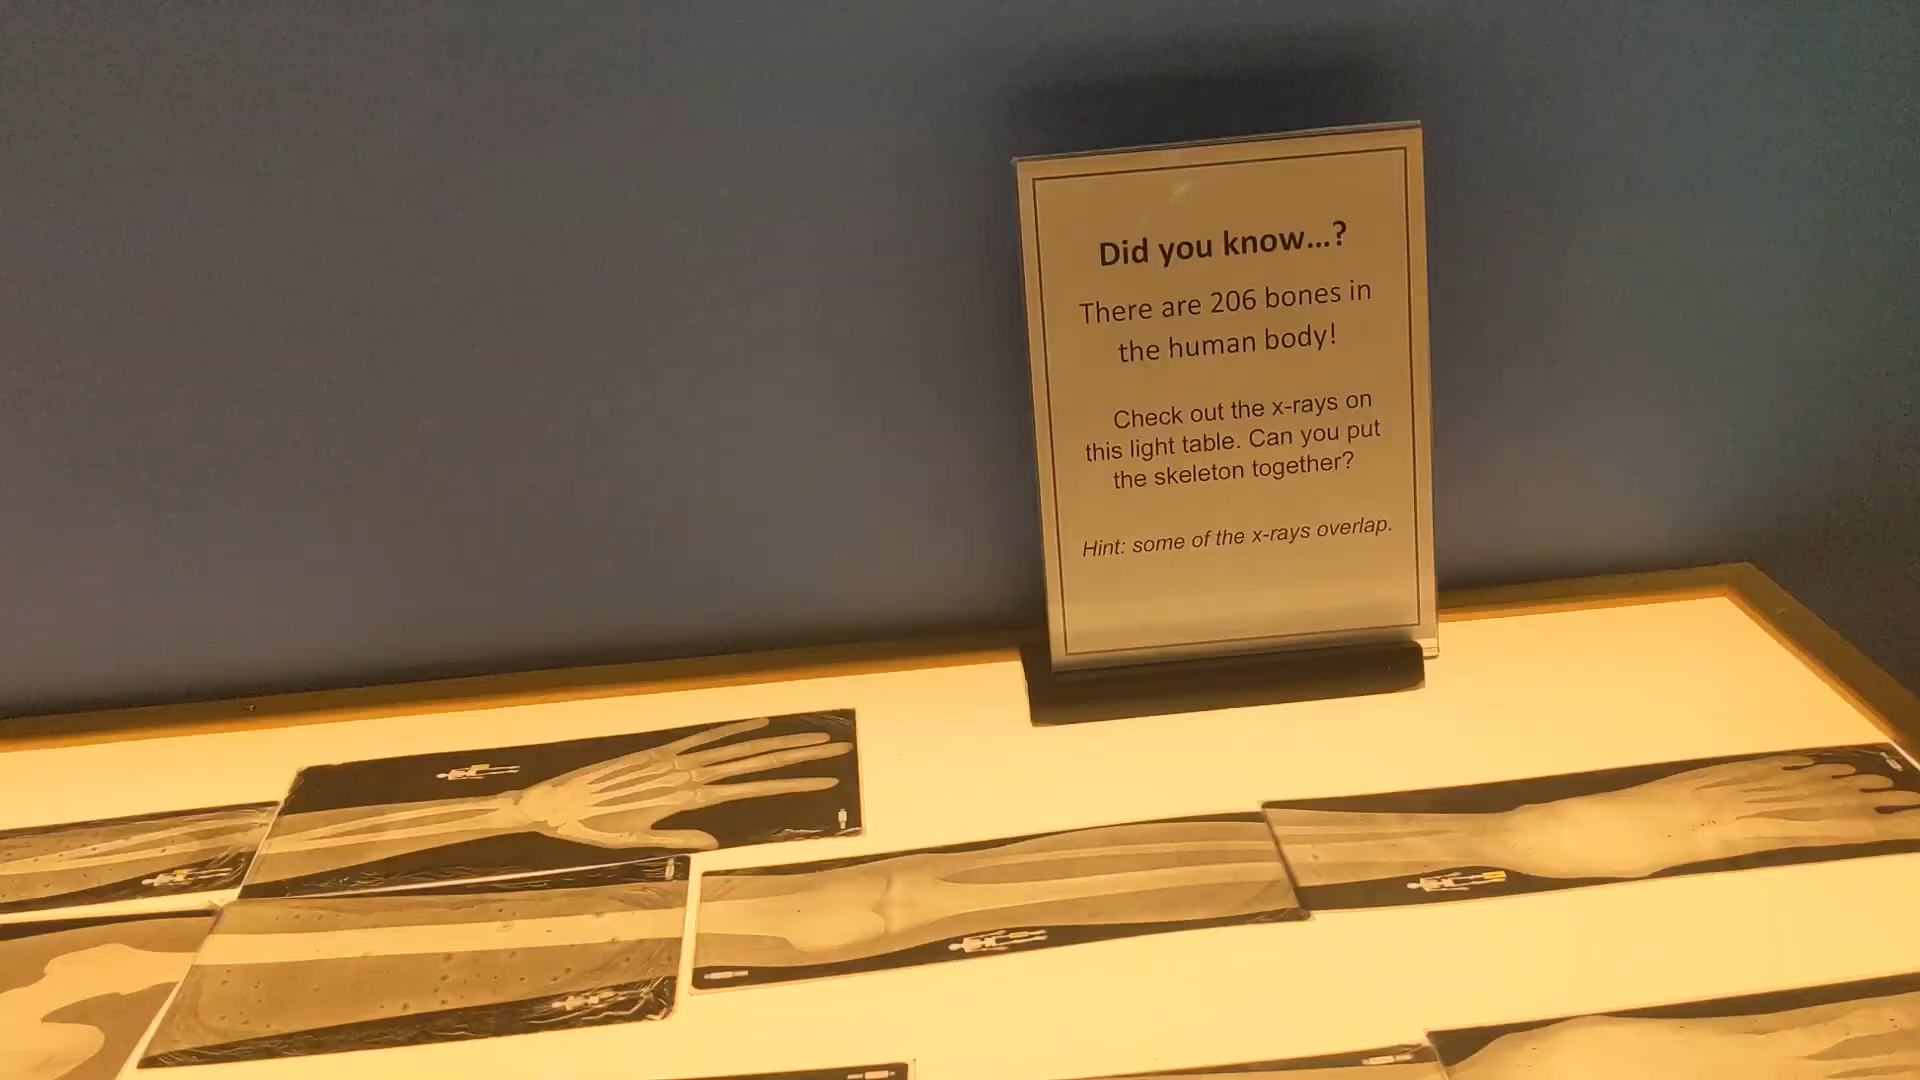 Did you know...?
There are 206 bones in
the human body!
Check out the x-rays on
this light table. Can you put
the skeleton together?
Hint: some of the x-rays overlap.